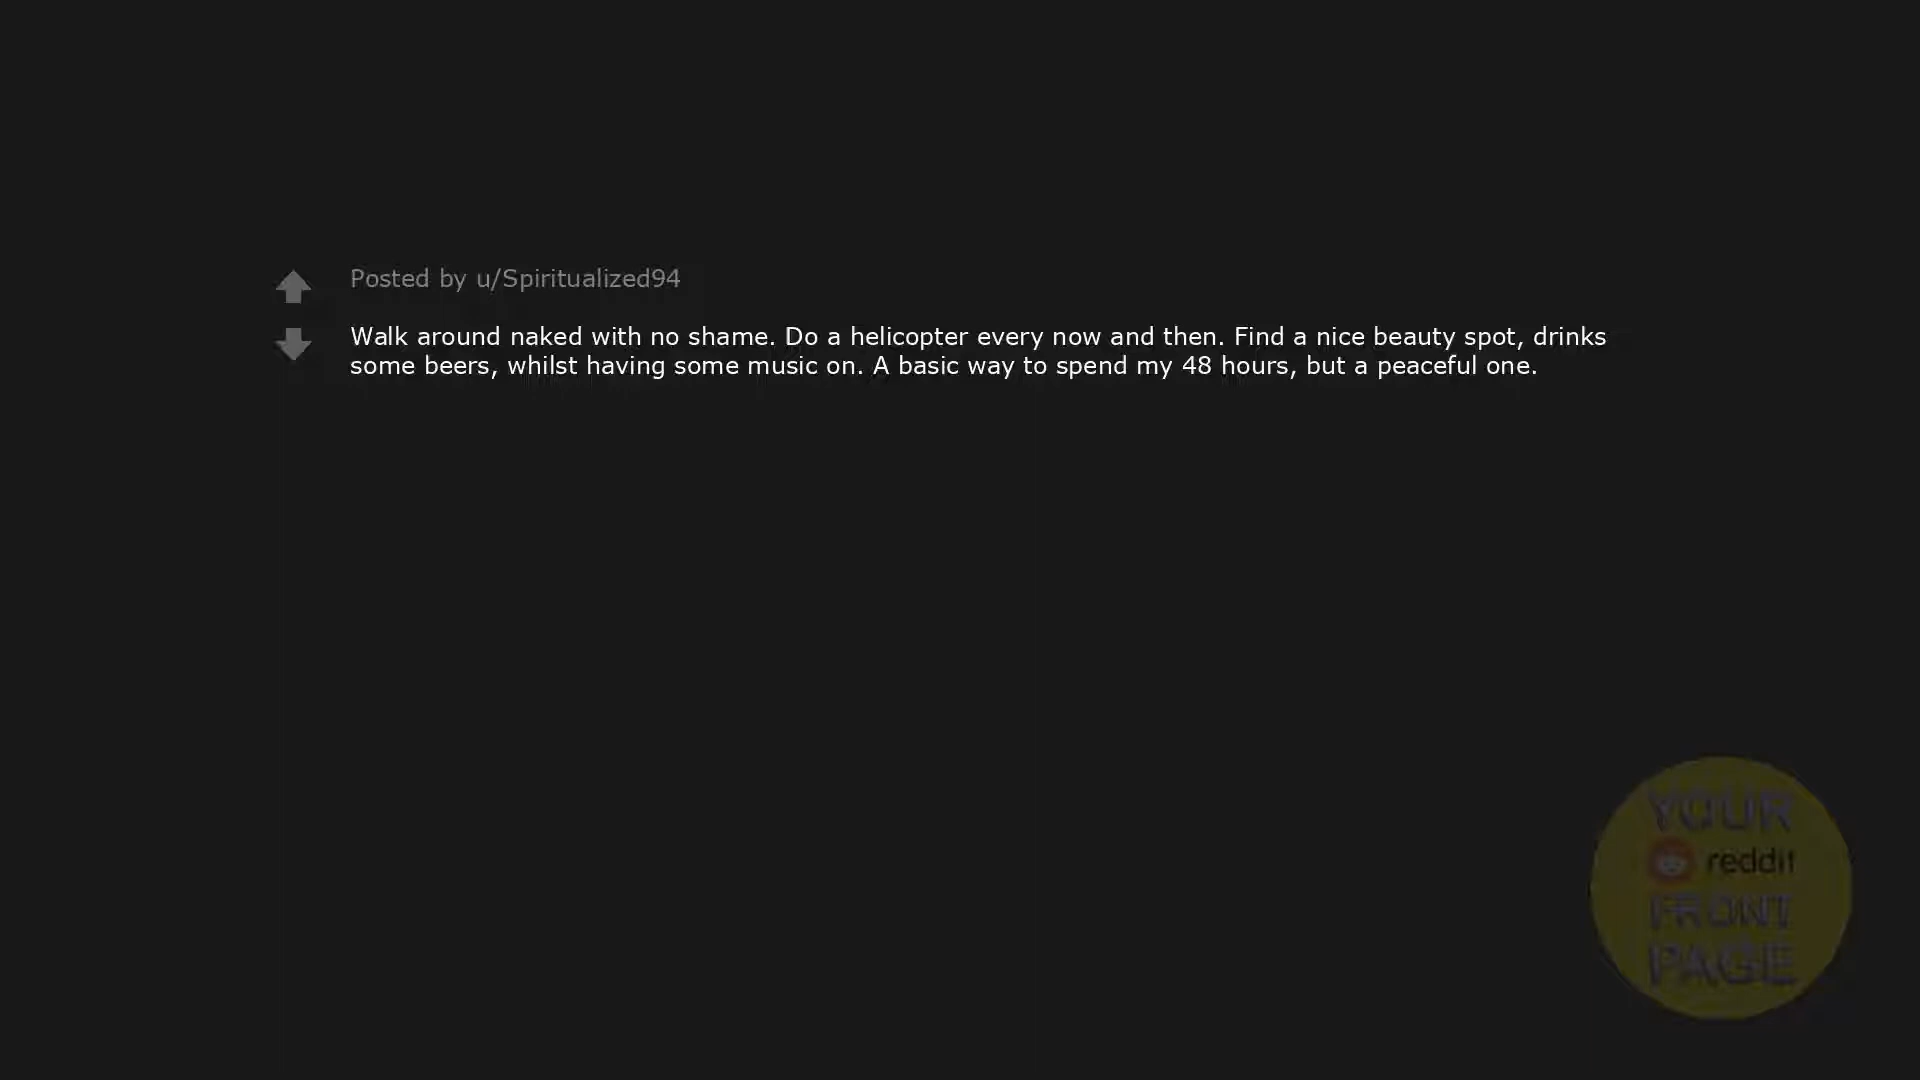 Posted by u/Spiritualized94
Walk around naked with no shame. Do a helicopter every now and then. Find a nice beauty spot, drinks
some beers, whilst having some music on. A basic way to spend my 48 hours, but a peaceful one.
YOUR
reddit
FRONT
PAGE